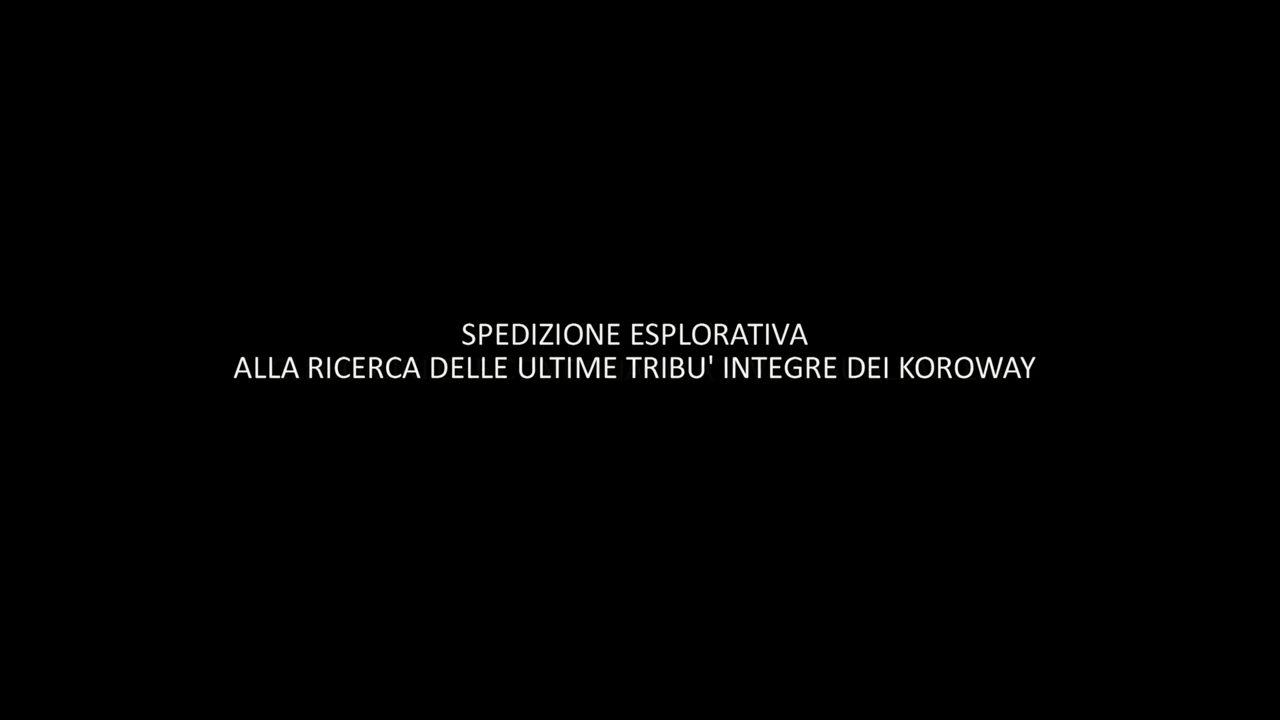 SPEDIZIONE ESPLORATIVA
ALLA RICERCA DELLE ULTIME TRIBU' INTEGRE DEI KOROWAY